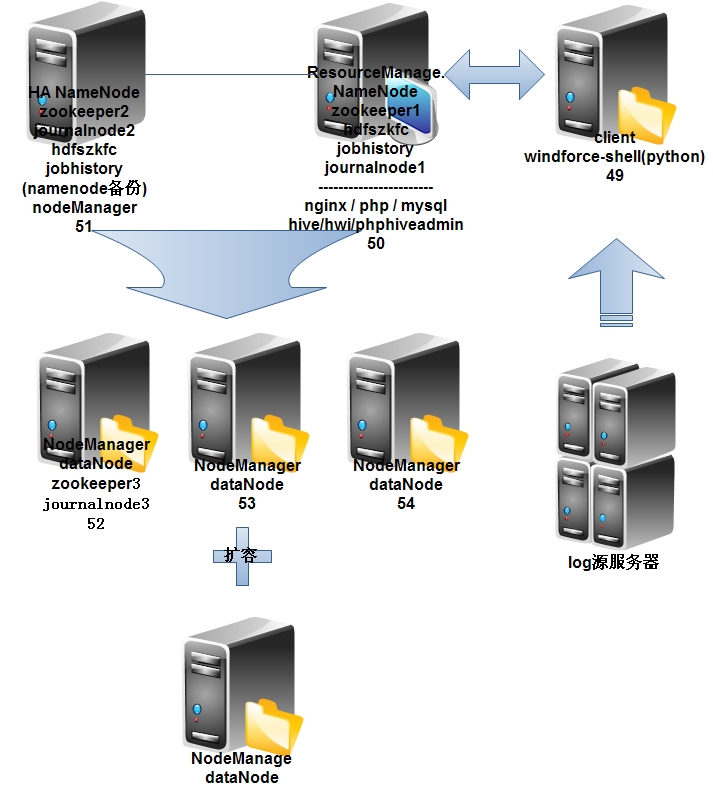 HA NameNode
zookeeper2
journalnode2
hdfszkfc
jobhistory
(namenode备份)
nodeManager
51
ResourceManage.
NameNode
zookeeper1
hdfszkfc
jobhistory
journalnode1
-----------------------
nginx / php / mysql
hive/hwi/phphiveadmin
50
client
windforce-shell(python)
49
NodeManager
dataNode
zookeeper3
journalnode3
52
NodeManager
dataNode
53
NodeManager
dataNode
54
log源服务器
扩容
NodeManage
dataNode